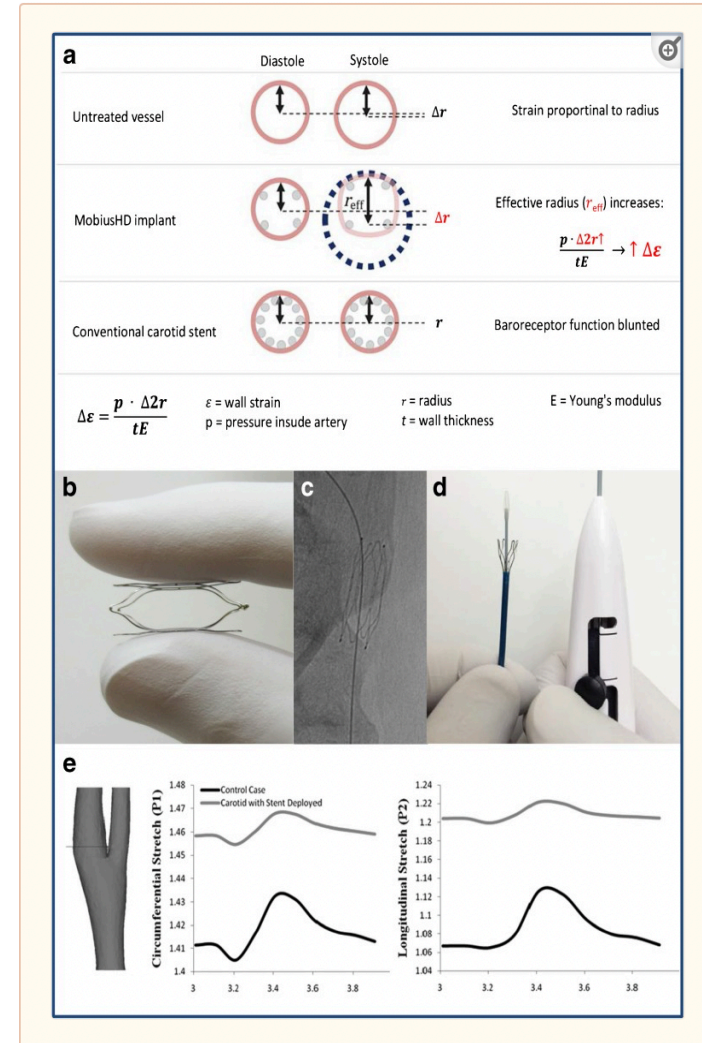 a
Diastole Systole
Untreated vessel
Δr
Strain proportinal to radius
MobiusHD implant
r_eff
Δr
Effective radius (r_eff) increases:
p · Δ2r↑ / tE → ↑ Δε
Conventional carotid stent
r
Baroreceptor function blunted
Δε = p · Δ2r / tE
ε = wall strain
p = pressure insude artery
r = radius
t = wall thickness
E = Young's modulus
b
c
d
e
Circumferential Stretch (P1)
1.48
1.47
1.46
1.45
1.44
1.43
1.42
1.41
1.4
Control Case
Carotid with Stent Deployed
3 3.2 3.4 3.6 3.8
Longitudinal Stretch (P2)
1.24
1.22
1.2
1.18
1.16
1.14
1.12
1.1
1.08
1.06
1.04
3 3.2 3.4 3.6 3.8